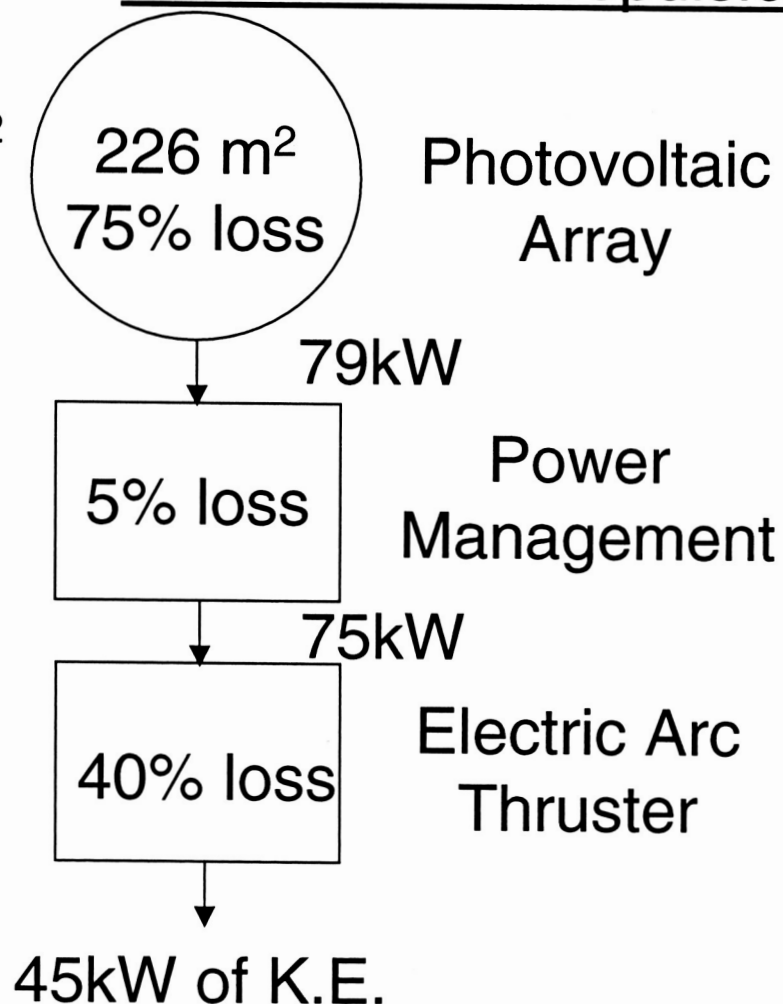 226 m²
75% loss
Photovoltaic
Array
79kW
5% loss
Power
Management
75kW
40% loss
Electric Arc
Thruster
45kW of K.E.